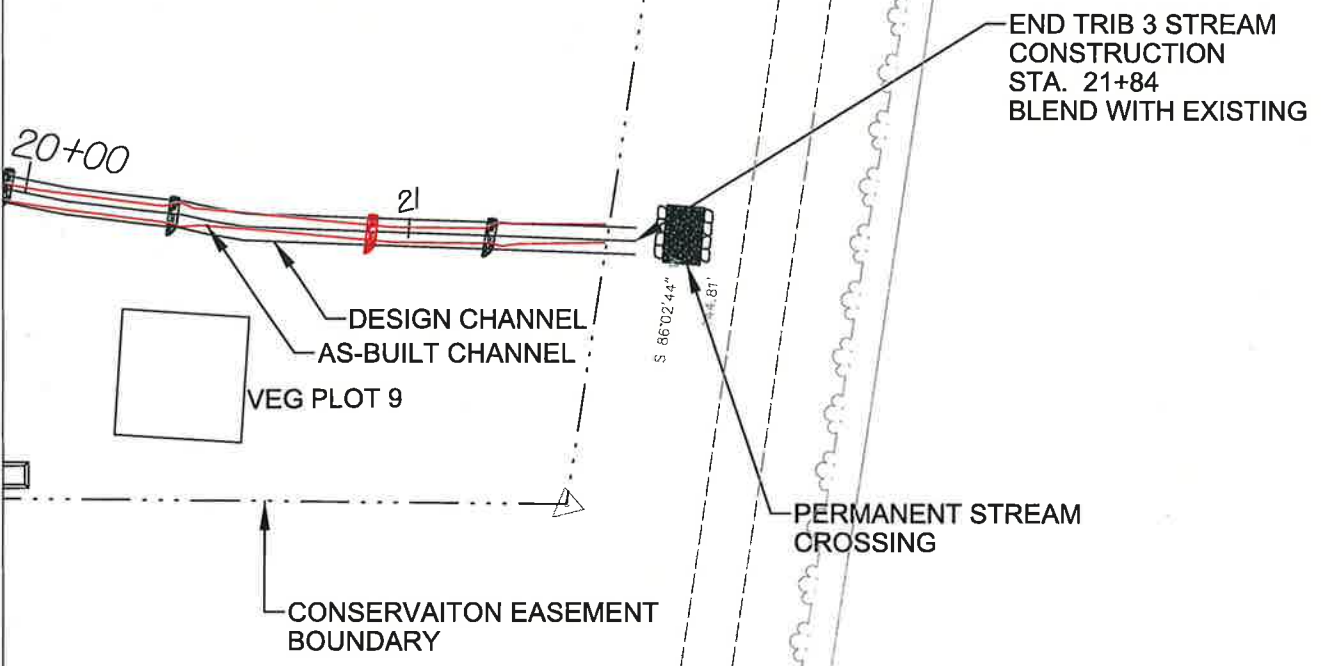 END TRIB 3 STREAM
CONSTRUCTION
STA. 21+84
BLEND WITH EXISTING
20+00
21
DESIGN CHANNEL
AS-BUILT CHANNEL
VEG PLOT 9
S 86°02'44"
PERMANENT STREAM
CROSSING
CONSERVAITON EASEMENT
BOUNDARY